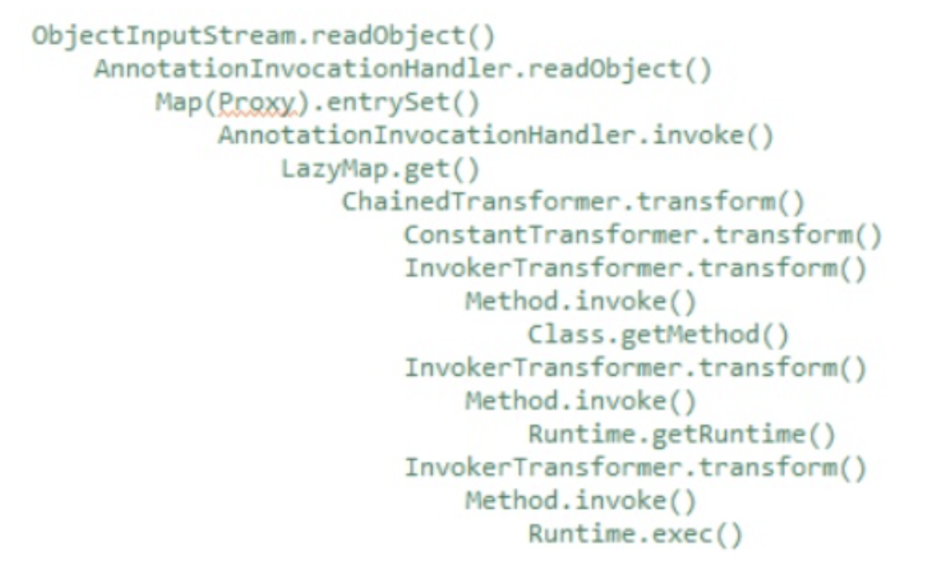 ObjectInputStream.readObject()
AnnotationInvocationHandler.readObject()
Map(Proxy).entrySet()
AnnotationInvocationHandler.invoke()
LazyMap.get()
ChainedTransformer.transform()
ConstantTransformer.transform()
InvokerTransformer.transform()
Method.invoke()
Class.getMethod()
InvokerTransformer.transform()
Method.invoke()
Runtime.getRuntime()
InvokerTransformer.transform()
Method.invoke()
Runtime.exec()